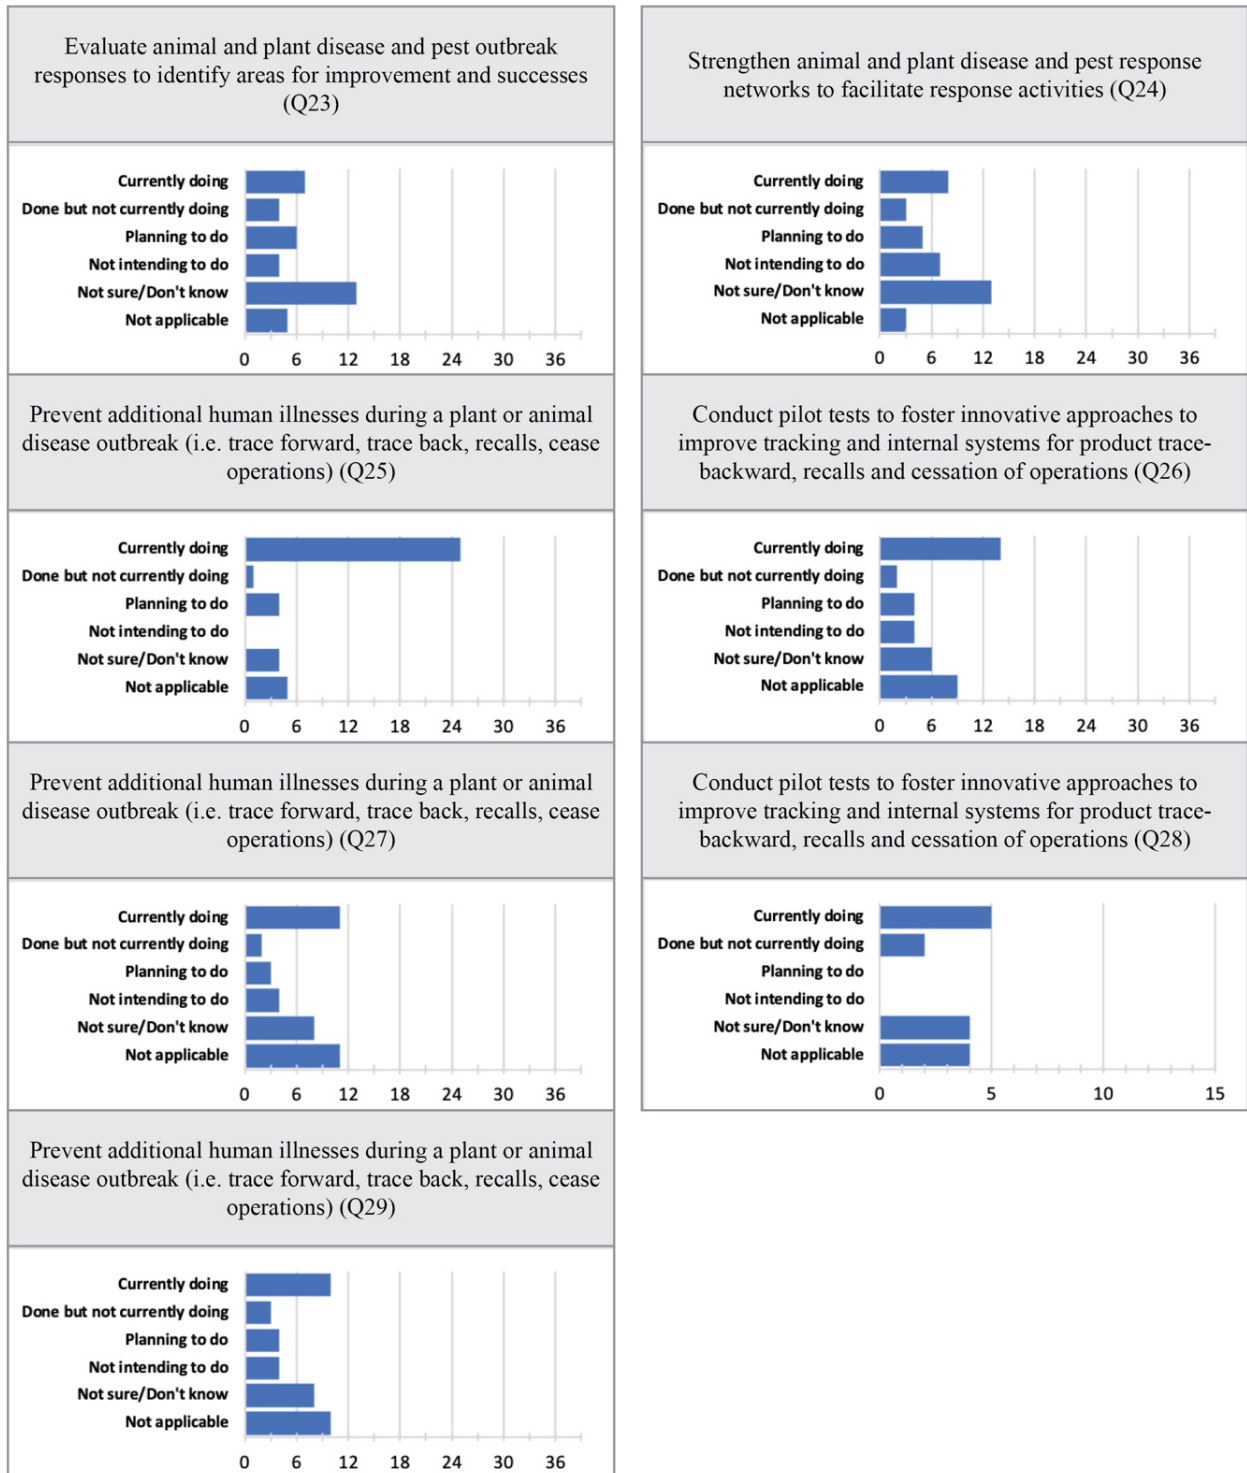 Evaluate animal and plant disease and pest outbreak
responses to identify areas for improvement and successes
(Q23)
Currently doing
Done but not currently doing
Planning to do
Not intending to do
Not sure/Don't know
Not applicable
0 6 12 18 24 30 36
Strengthen animal and plant disease and pest response
networks to facilitate response activities (Q24)
Currently doing
Done but not currently doing
Planning to do
Not intending to do
Not sure/Don't know
Not applicable
0 6 12 18 24 30 36
Prevent additional human illnesses during a plant or animal
disease outbreak (i.e. trace forward, trace back, recalls, cease
operations) (Q25)
Currently doing
Done but not currently doing
Planning to do
Not intending to do
Not sure/Don't know
Not applicable
0 6 12 18 24 30 36
Conduct pilot tests to foster innovative approaches to
improve tracking and internal systems for product trace-
backward, recalls and cessation of operations (Q26)
Currently doing
Done but not currently doing
Planning to do
Not intending to do
Not sure/Don't know
Not applicable
0 6 12 18 24 30 36
Prevent additional human illnesses during a plant or animal
disease outbreak (i.e. trace forward, trace back, recalls, cease
operations) (Q27)
Currently doing
Done but not currently doing
Planning to do
Not intending to do
Not sure/Don't know
Not applicable
0 6 12 18 24 30 36
Conduct pilot tests to foster innovative approaches to
improve tracking and internal systems for product trace-
backward, recalls and cessation of operations (Q28)
Currently doing
Done but not currently doing
Planning to do
Not intending to do
Not sure/Don't know
Not applicable
0 5 10 15
Prevent additional human illnesses during a plant or animal
disease outbreak (i.e. trace forward, trace back, recalls, cease
operations) (Q29)
Currently doing
Done but not currently doing
Planning to do
Not intending to do
Not sure/Don't know
Not applicable
0 6 12 18 24 30 36